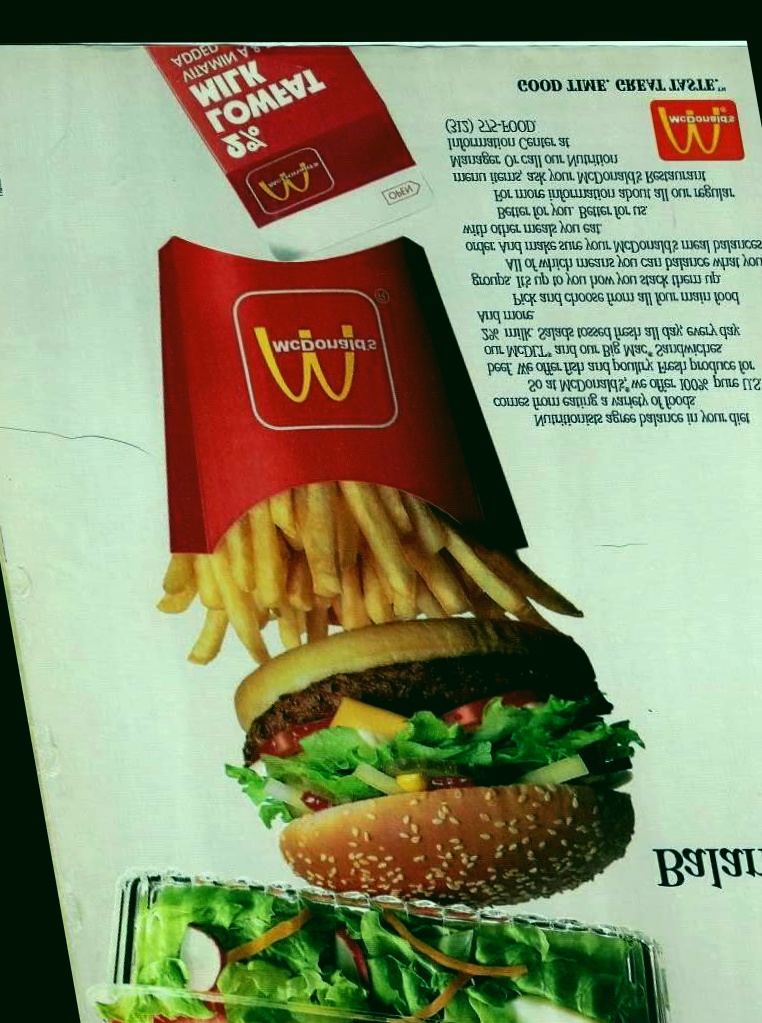 Balan
Nutritionists agree balance in your diet
comes from eating a variety of foods.
So at McDonald's,® we offer 100% pure U.S.
beef. We offer fish and poultry. Fresh produce for
our McDLT® and our Big Mac® Sandwiches
2% milk. Salads tossed fresh all day, every day.
And more.
Pick and choose from all four main food
groups. It's up to you how you stack them up.
All of which means you can balance what you
order. And make sure your McDonald's meal balances
with other meals you eat.
Better for you. Better for us.
For more information about all our regular
menu items, ask your McDonald's Restaurant
Manager. Or call our Nutrition
Information Center at
(312) 575-FOOD.
McDonald's®
GOOD TIME. GREAT TASTE.™
McDonald's
®
OPEN
McDonald's
2%
LOWFAT
MILK
VITAMIN A &
ADDED